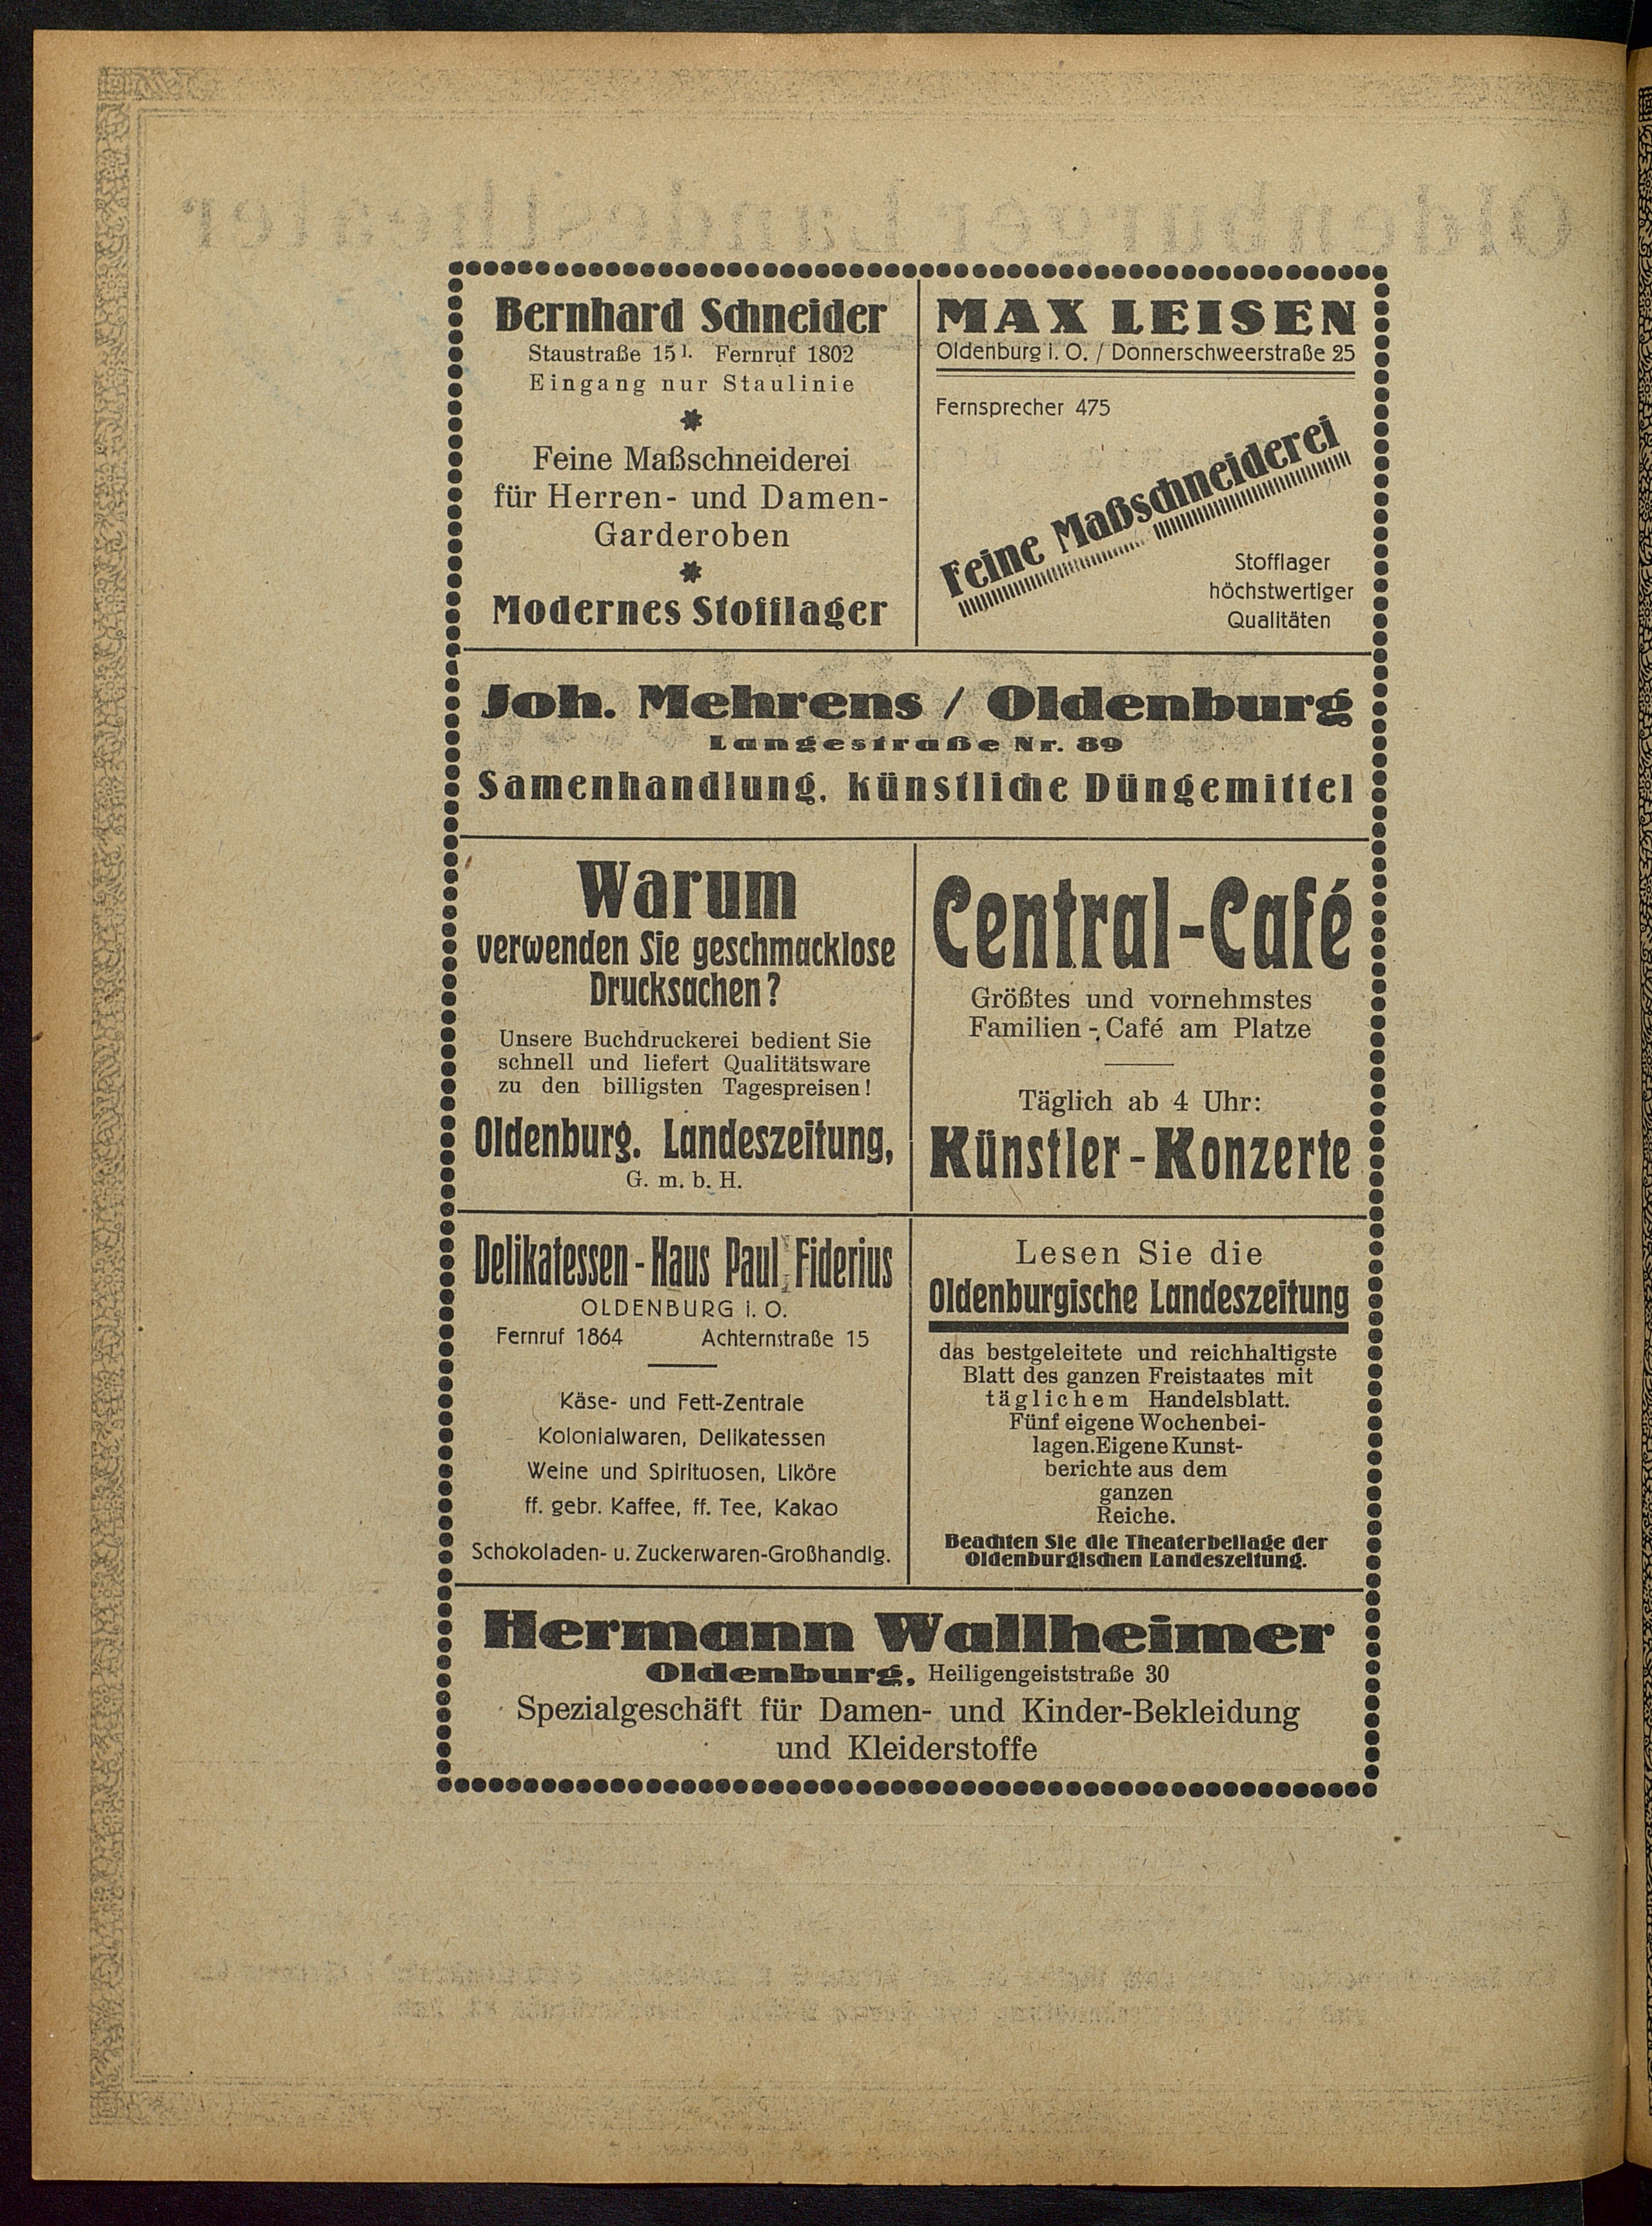 Bernhard Schneider
Staustraße 15 I. Fernruf 1802
Eingang nur Staulinie
Feine Maßschneiderei
für Herren- und Damen-
Garderoben
Modernes Stofflager
MAX LEISEN
Oldenburg i. O. / Donnerschweerstraße 25
Fernsprecher 475
Feine Maßschneiderei
Stofflager
höchstwertiger
Qualitäten
Joh. Mehrens / Oldenburg
Langestraße Nr. 89
Samenhandlung, künstliche Düngemittel
Warum
verwenden Sie geschmacklose
Drucksachen?
Unsere Buchdruckerei bedient Sie
schnell und liefert Qualitätsware
zu den billigsten Tagespreisen!
Oldenburg. Landeszeitung,
G. m. b. H.
Central-Café
Größtes und vornehmstes
Familien-Café am Platze
Täglich ab 4 Uhr:
Künstler-Konzerte
Delikatessen-Haus Paul Fiderius
OLDENBURG i. O.
Fernruf 1864 Achternstraße 15
Käse- und Fett-Zentrale
Kolonialwaren, Delikatessen
Weine und Spirituosen, Liköre
ff. gebr. Kaffee, ff. Tee, Kakao
Schokoladen- u. Zuckerwaren-Großhandlg.
Lesen Sie die
Oldenburgische Landeszeitung
das bestgeleitete und reichhaltigste
Blatt des ganzen Freistaates mit
täglichem Handelsblatt.
Fünf eigene Wochenbei-
lagen. Eigene Kunst-
berichte aus dem
ganzen
Reiche.
Beachten Sie die Theaterbeilage der
Oldenburgischen Landeszeitung.
Hermann Wallheimer
Oldenburg, Heiligengeiststraße 30
Spezialgeschäft für Damen- und Kinder-Bekleidung
und Kleiderstoffe